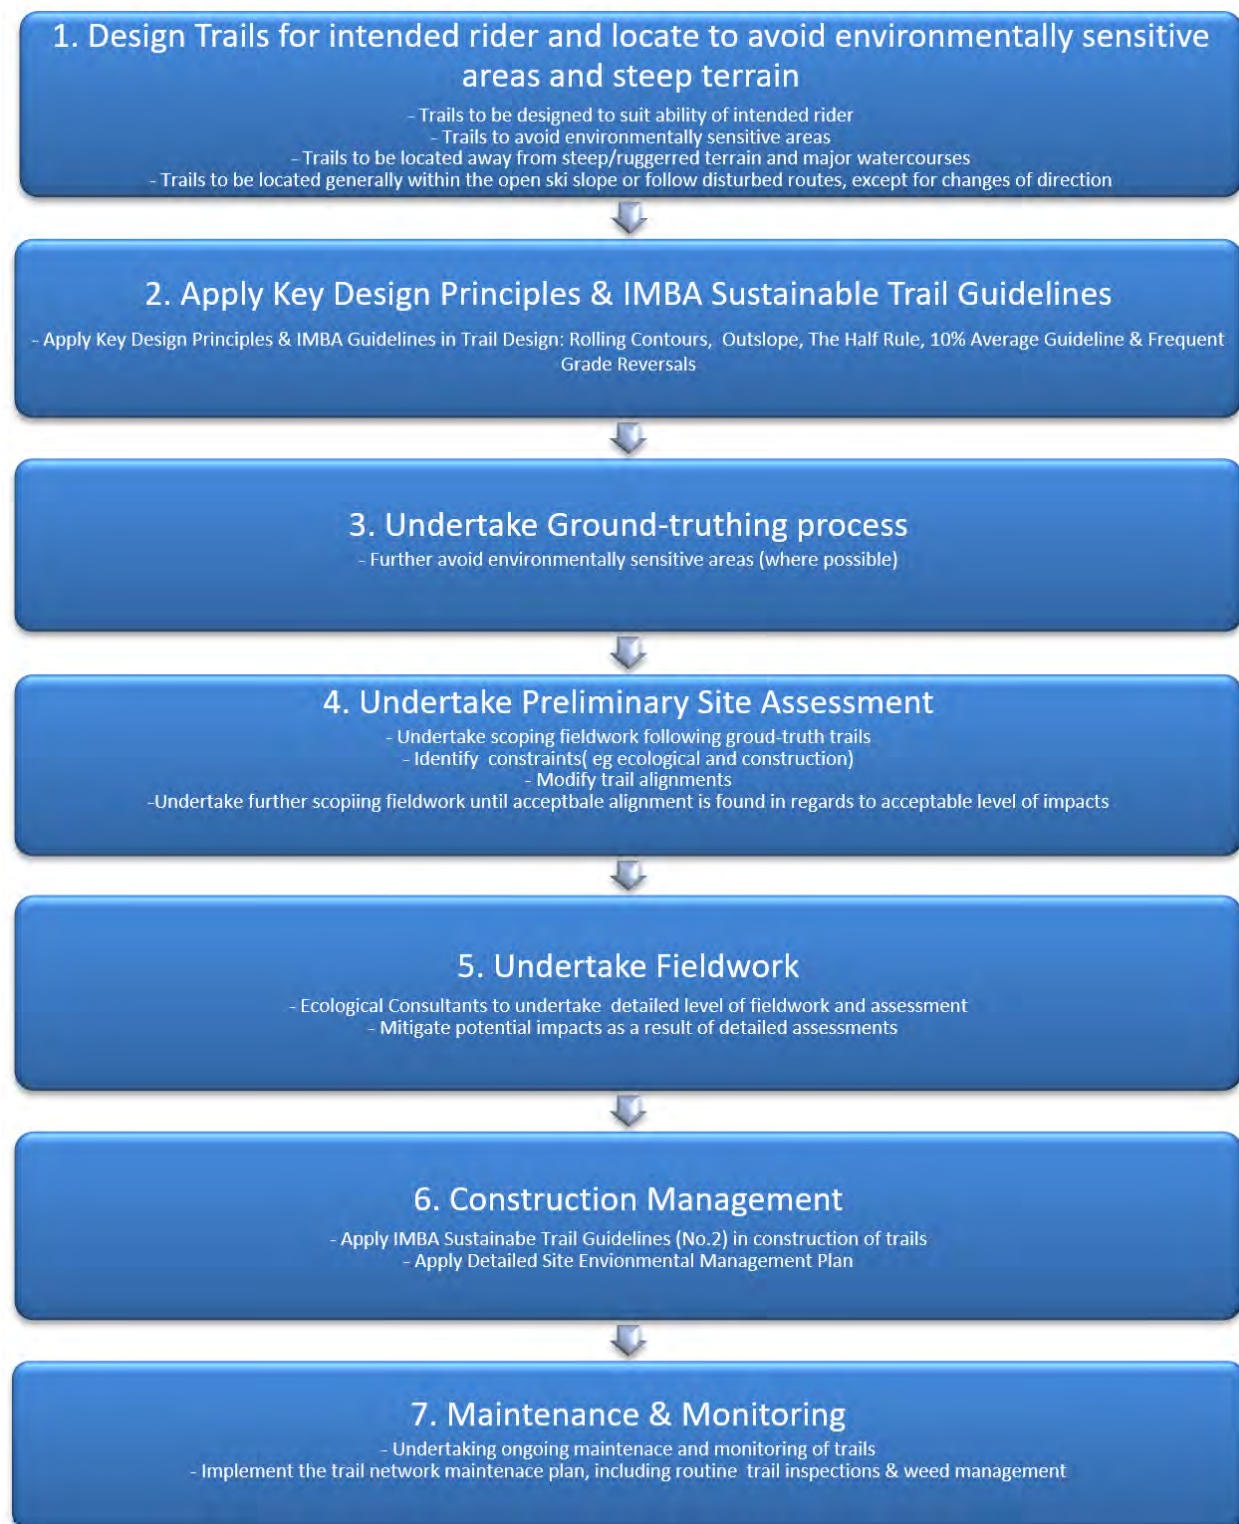 1. Design Trails for intended rider and locate to avoid environmentally sensitive
areas and steep terrain
- Trails to be designed to suit ability of intended rider
- Trails to avoid environmentally sensitive areas
- Trails to be located away from steep/ruggerred terrain and major watercourses
- Trails to be located generally within the open ski slope or follow disturbed routes, except for changes of direction
2. Apply Key Design Principles & IMBA Sustainable Trail Guidelines
- Apply Key Design Principles & IMBA Guidelines in Trail Design: Rolling Contours, Outslope, The Half Rule, 10% Average Guideline & Frequent
Grade Reversals
3. Undertake Ground-truthing process
- Further avoid environmentally sensitive areas (where possible)
4. Undertake Preliminary Site Assessment
- Undertake scoping fieldwork following groud-truth trails
- Identify constraints( eg ecological and construction)
- Modify trail alignments
-Undertake further scopiing fieldwork until acceptbale alignment is found in regards to acceptable level of impacts
5. Undertake Fieldwork
- Ecological Consultants to undertake detailed level of fieldwork and assessment
- Mitigate potential impacts as a result of detailed assessments
6. Construction Management
- Apply IMBA Sustainabe Trail Guidelines (No.2) in construction of trails
- Apply Detailed Site Envionmental Management Plan
7. Maintenance & Monitoring
- Undertaking ongoing maintenace and monitoring of trails
- Implement the trail network maintenace plan, including routine trail inspections & weed management